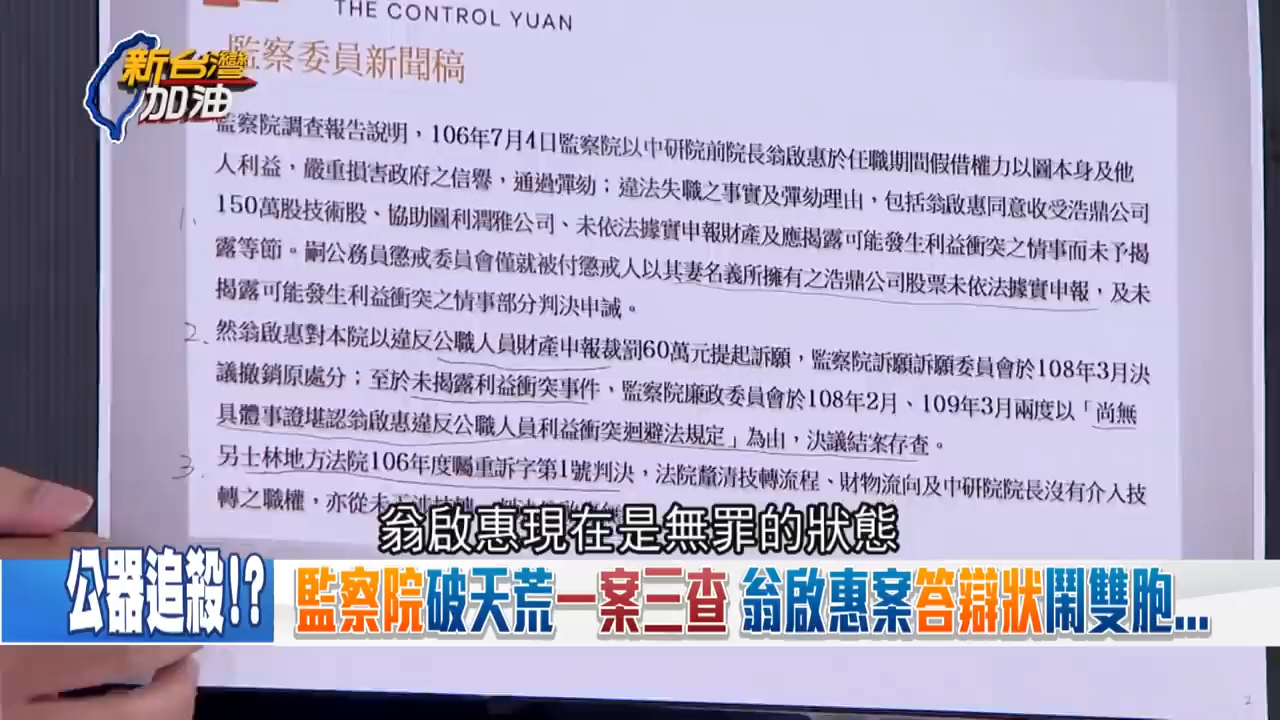 THE CONTROL YUAN
新台灣
加油
監察委員新聞稿
監察院調查報告說明，106年7月4日監察院以中研院前院長翁啟惠於任職期間假借權力以圖本身及他
人利益，嚴重損害政府之信譽，通過彈劾；違法失職之事實及彈劾理由，包括翁啟惠同意收受浩鼎公司
1、
150萬股技術股、協助圖利潤雅公司、未依法據實申報財產及應揭露可能發生利益衝突之情事而未予揭
露等節。嗣公務員懲戒委員會僅就被付懲戒人以其妻名義所擁有之浩鼎公司股票未依法據實申報，及未
揭露可能發生利益衝突之情事部分判決申誡。
2、
然翁啟惠對本院以違反公職人員財產申報裁罰60萬元提起訴願，監察院訴願訴願委員會於108年3月決
議撤銷原處分；至於未揭露利益衝突事件，監察院廉政委員會於108年2月、109年3月兩度以「尚無
具體事證堪認翁啟惠違反公職人員利益衝突迴避法規定」為由，決議結案存查。
3、
另士林地方法院106年度矚重訴字第1號判決，法院釐清技轉流程、財物流向及中研院院長沒有介入技
轉之職權，亦從未
翁啟惠現在是無罪的狀態
公器追殺!?
監察院破天荒一案三查 翁啟惠案答辯狀鬧雙胞...
2